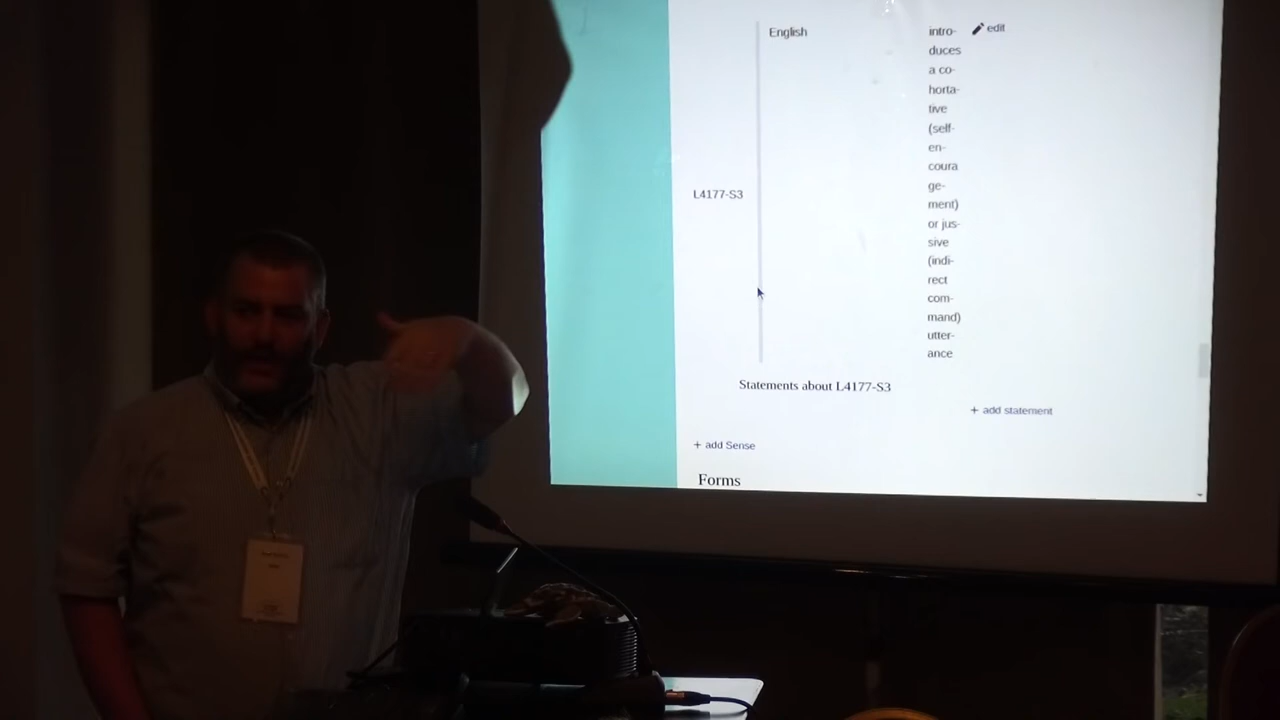 English
intro-
duces
a co-
horta-
tive
(self-
en-
coura
ge-
ment)
or jus-
sive
(indi-
rect
com-
mand)
utter-
ance
edit
L4177-S3
Statements about L4177-S3
+ add statement
+ add Sense
Forms